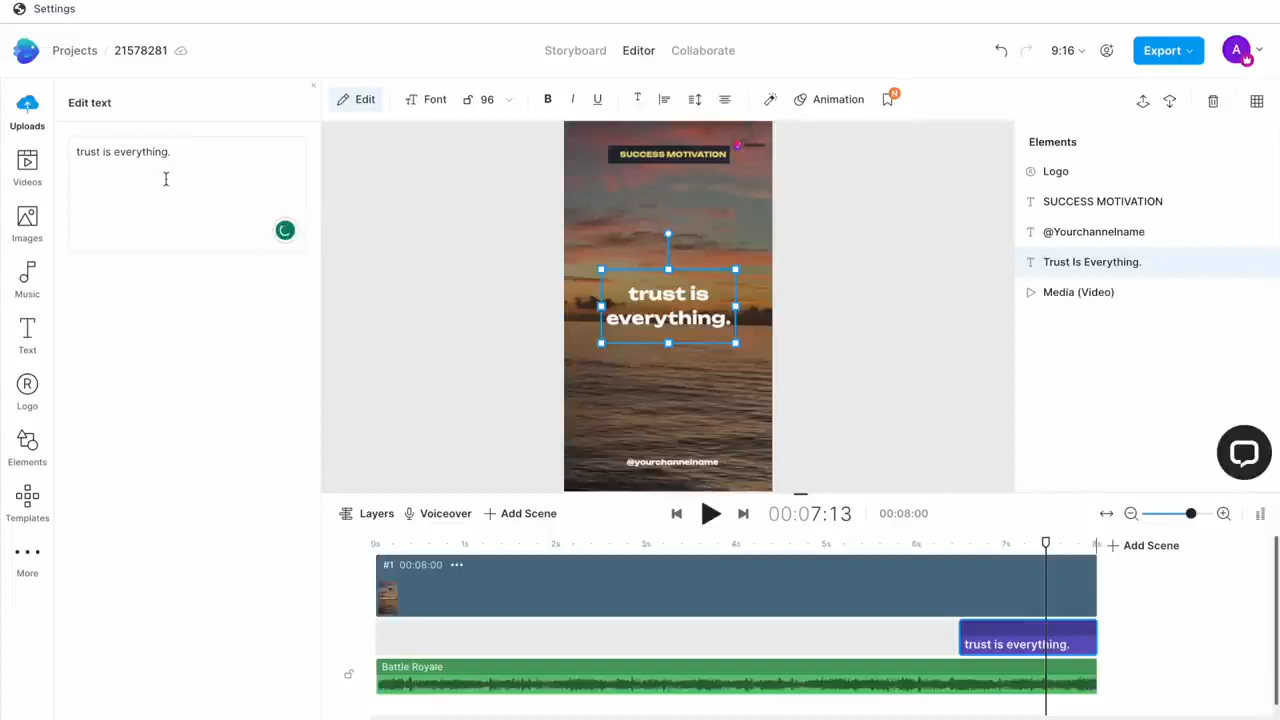 Settings
Projects / 21578281
Storyboard Editor Collaborate
9:16
Export
A
Edit text
Edit
Font
96
B I U
T
Animation
N
Uploads
Videos
Images
Music
Text
Logo
Elements
Templates
More
trust is everything.
SUCCESS MOTIVATION
trust is
everything.
@yourchannelname
Elements
Logo
SUCCESS MOTIVATION
@Yourchannelname
Trust Is Everything.
Media (Video)
Layers Voiceover + Add Scene
00:07:13 00:08:00
0s 1s 2s 3s 4s 5s 6s 7s 8s
+ Add Scene
#1 00:08:00 •••
trust is everything.
Battle Royale